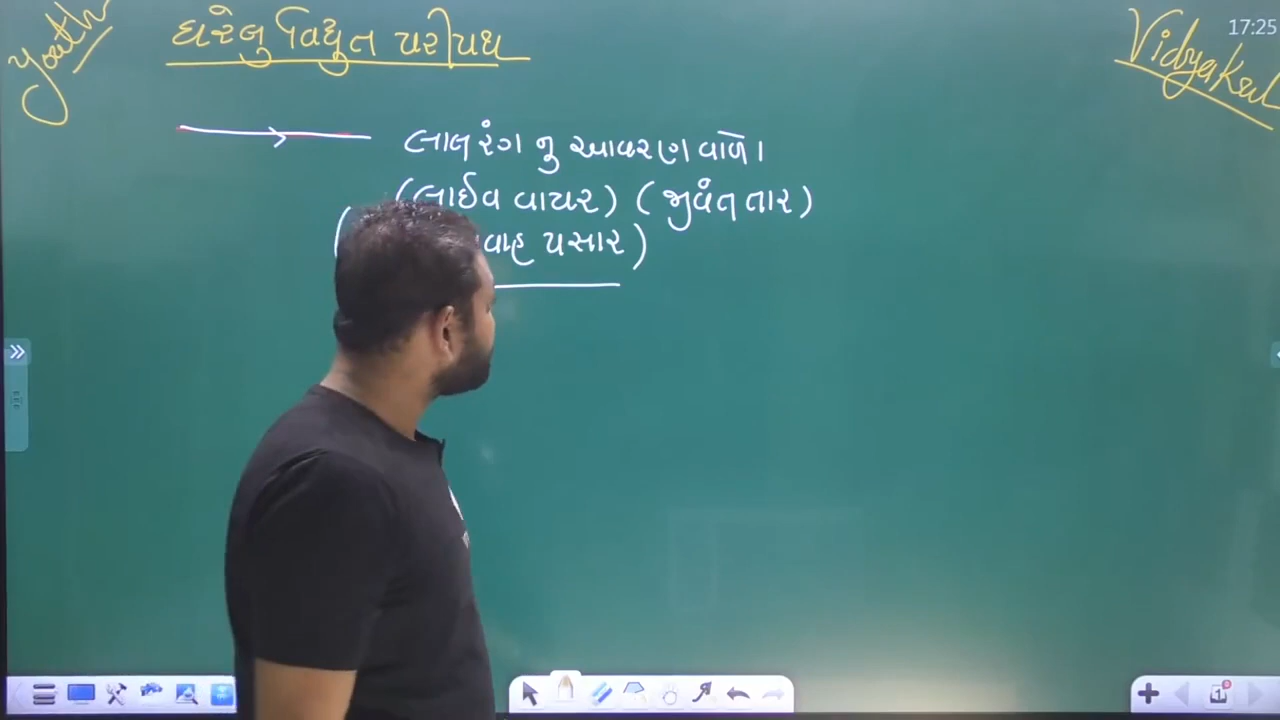 Youth
ઘરેલુ વિદ્યુત પરીપથ
Vidyakul
17:25
લાલ રંગ નુ આવરણ વાળો
(લાઈવ વાયર) (જીવંત તાર)
વાહ પસાર)